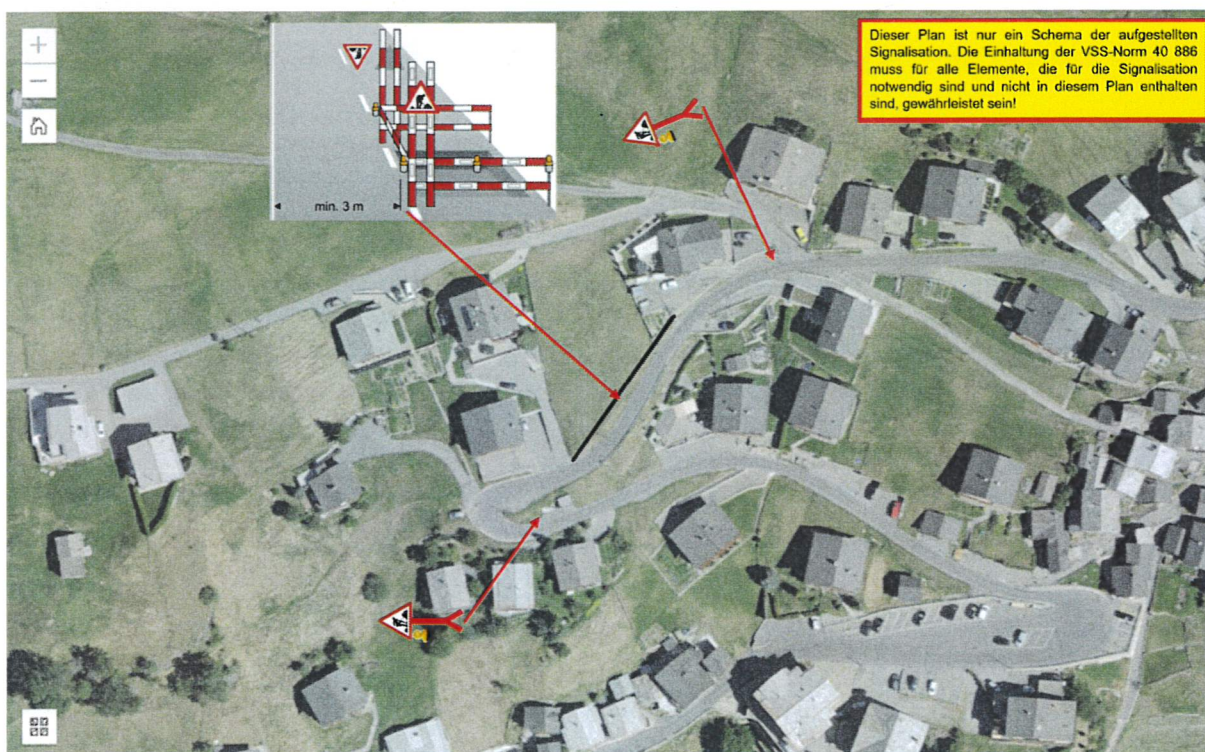 Dieser Plan ist nur ein Schema der aufgestellten
Signalisation. Die Einhaltung der VSS-Norm 40 886
muss für alle Elemente, die für die Signalisation
notwendig sind und nicht in diesem Plan enthalten
sind, gewährleistet sein!
min. 3 m